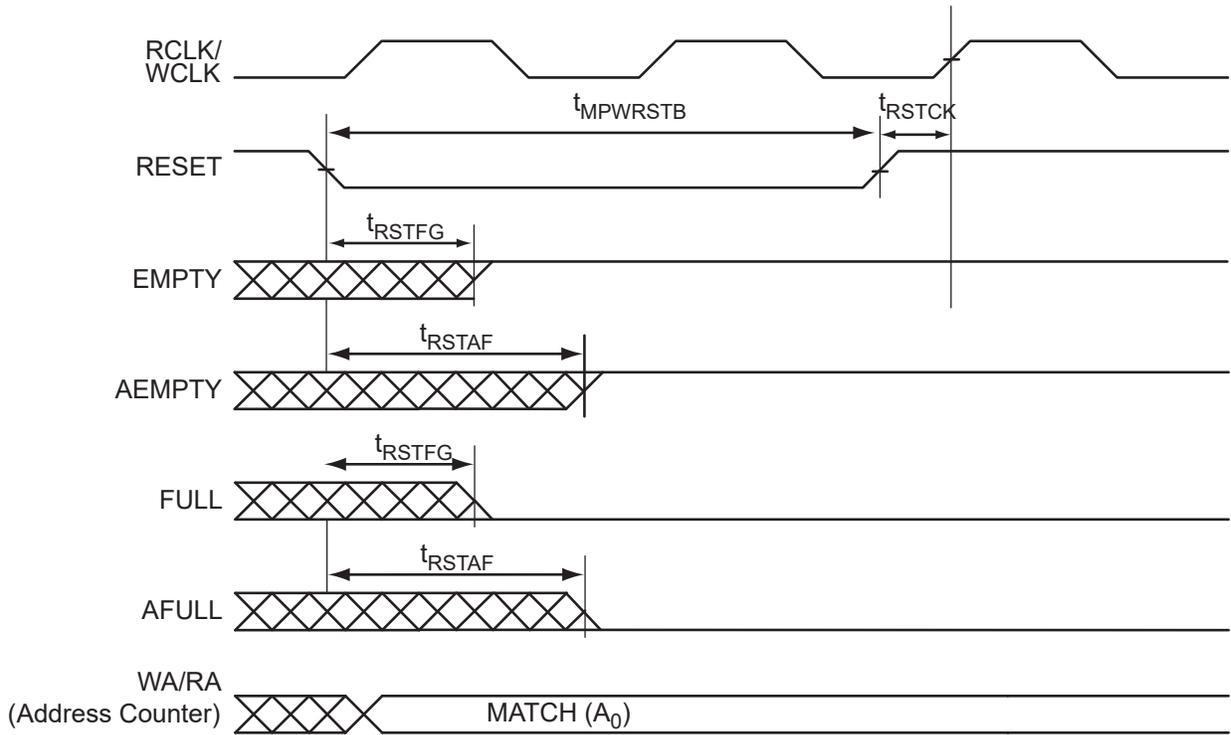 RCLK/
WCLK
tMPWRSTB
tRSTCK
RESET
tRSTFG
EMPTY
tRSTAF
AEMPTY
tRSTFG
FULL
tRSTAF
AFULL
WA/RA
(Address Counter)
MATCH (A0)